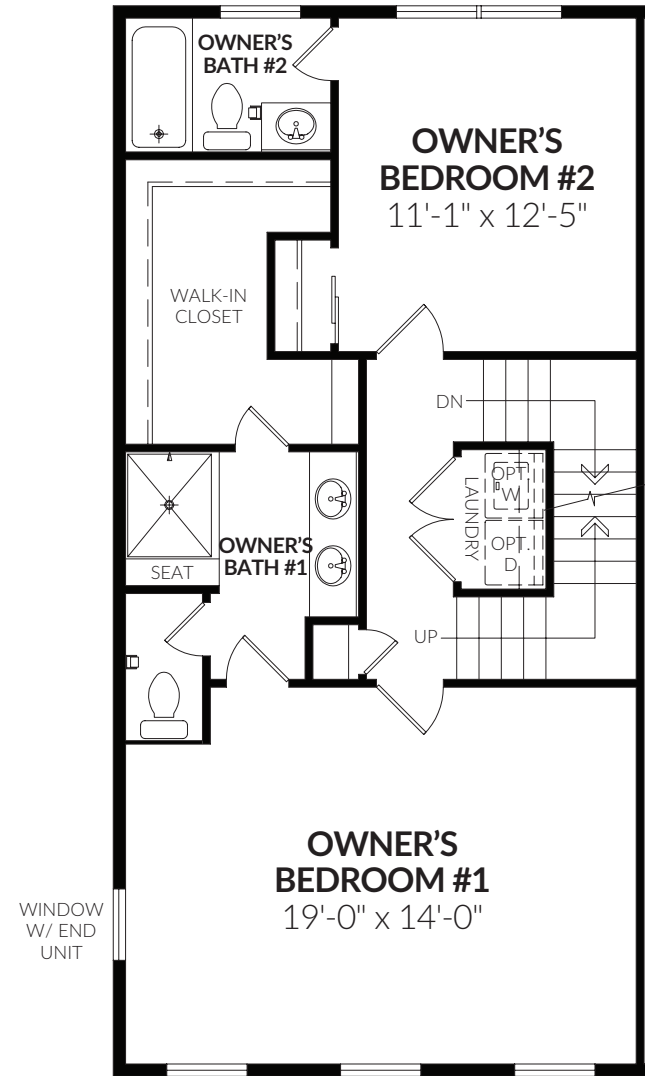 OWNER'S
BATH #2
OWNER'S
BEDROOM #2
11'-1" x 12'-5"
WALK-IN
CLOSET
DN
LAUNDRY
OPT
W
OPT.
D
OWNER'S
BATH #1
SEAT
UP
OWNER'S
BEDROOM #1
19'-0" x 14'-0"
WINDOW
W/ END
UNIT